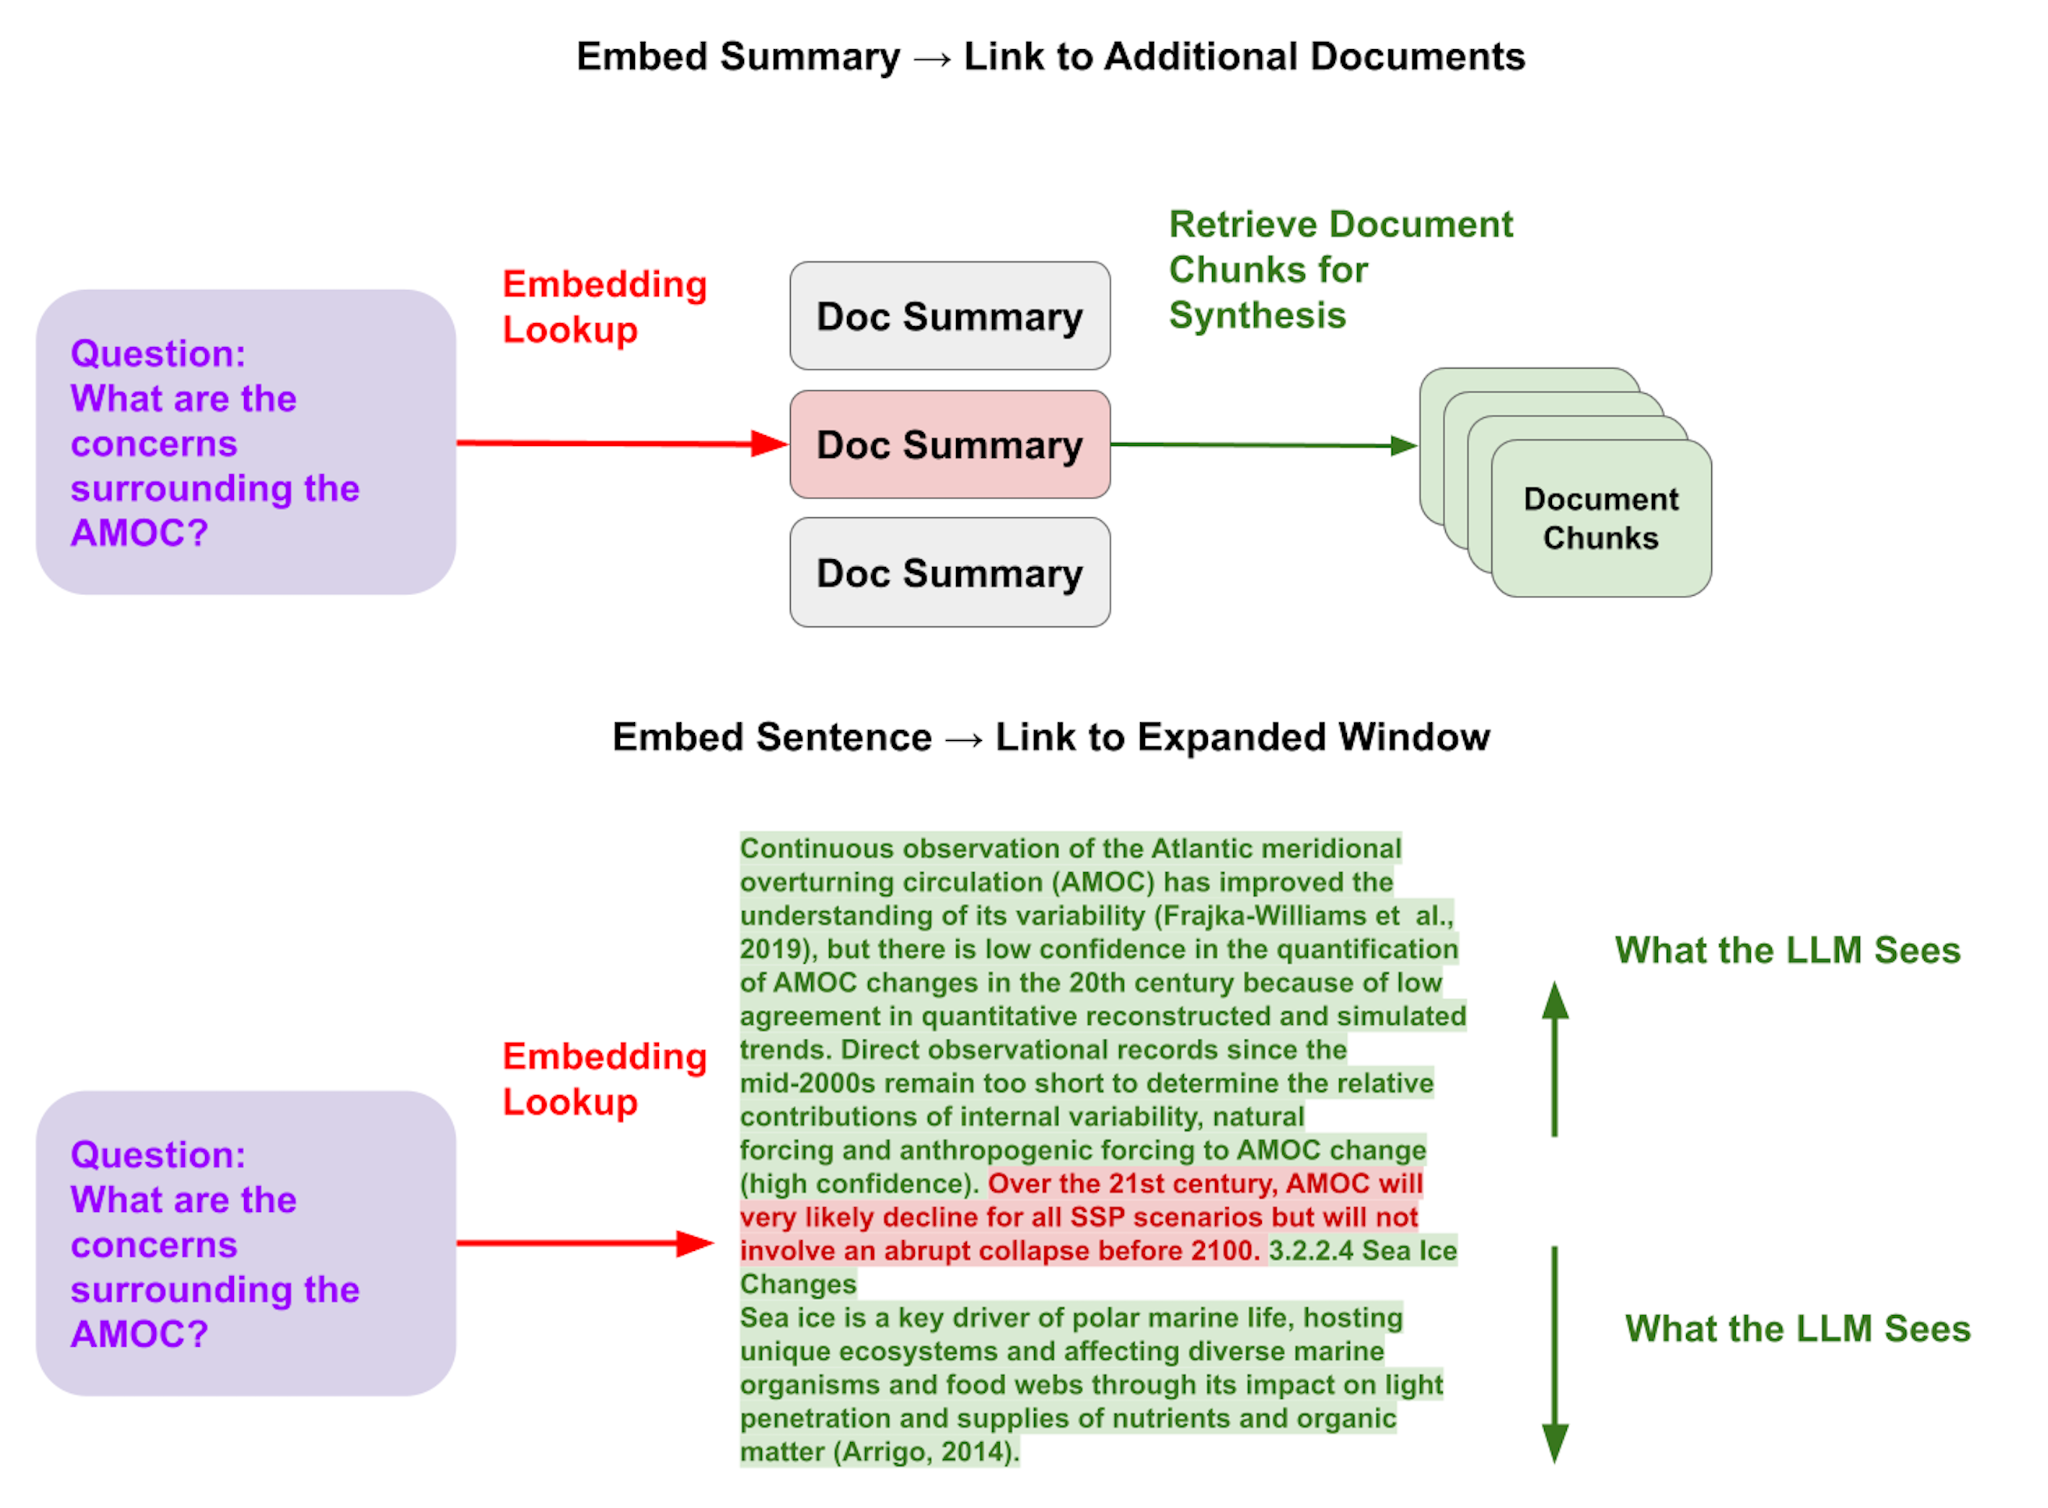 Embed Summary → Link to Additional Documents
Retrieve Document
Chunks for
Synthesis
Embedding
Lookup
Question:
What are the
concerns
surrounding the
AMOC?
Doc Summary
Doc Summary
Doc Summary
Document
Chunks
Embed Sentence → Link to Expanded Window
Question:
What are the
concerns
surrounding the
AMOC?
Embedding
Lookup
Continuous observation of the Atlantic meridional
overturning circulation (AMOC) has improved the
understanding of its variability (Frajka-Williams et  al.,
2019), but there is low confidence in the quantification
of AMOC changes in the 20th century because of low
agreement in quantitative reconstructed and simulated
trends. Direct observational records since the
mid-2000s remain too short to determine the relative
contributions of internal variability, natural
forcing and anthropogenic forcing to AMOC change
(high confidence). Over the 21st century, AMOC will
very likely decline for all SSP scenarios but will not
involve an abrupt collapse before 2100. 3.2.2.4 Sea Ice
Changes
Sea ice is a key driver of polar marine life, hosting
unique ecosystems and affecting diverse marine
organisms and food webs through its impact on light
penetration and supplies of nutrients and organic
matter (Arrigo, 2014).
What the LLM Sees
What the LLM Sees